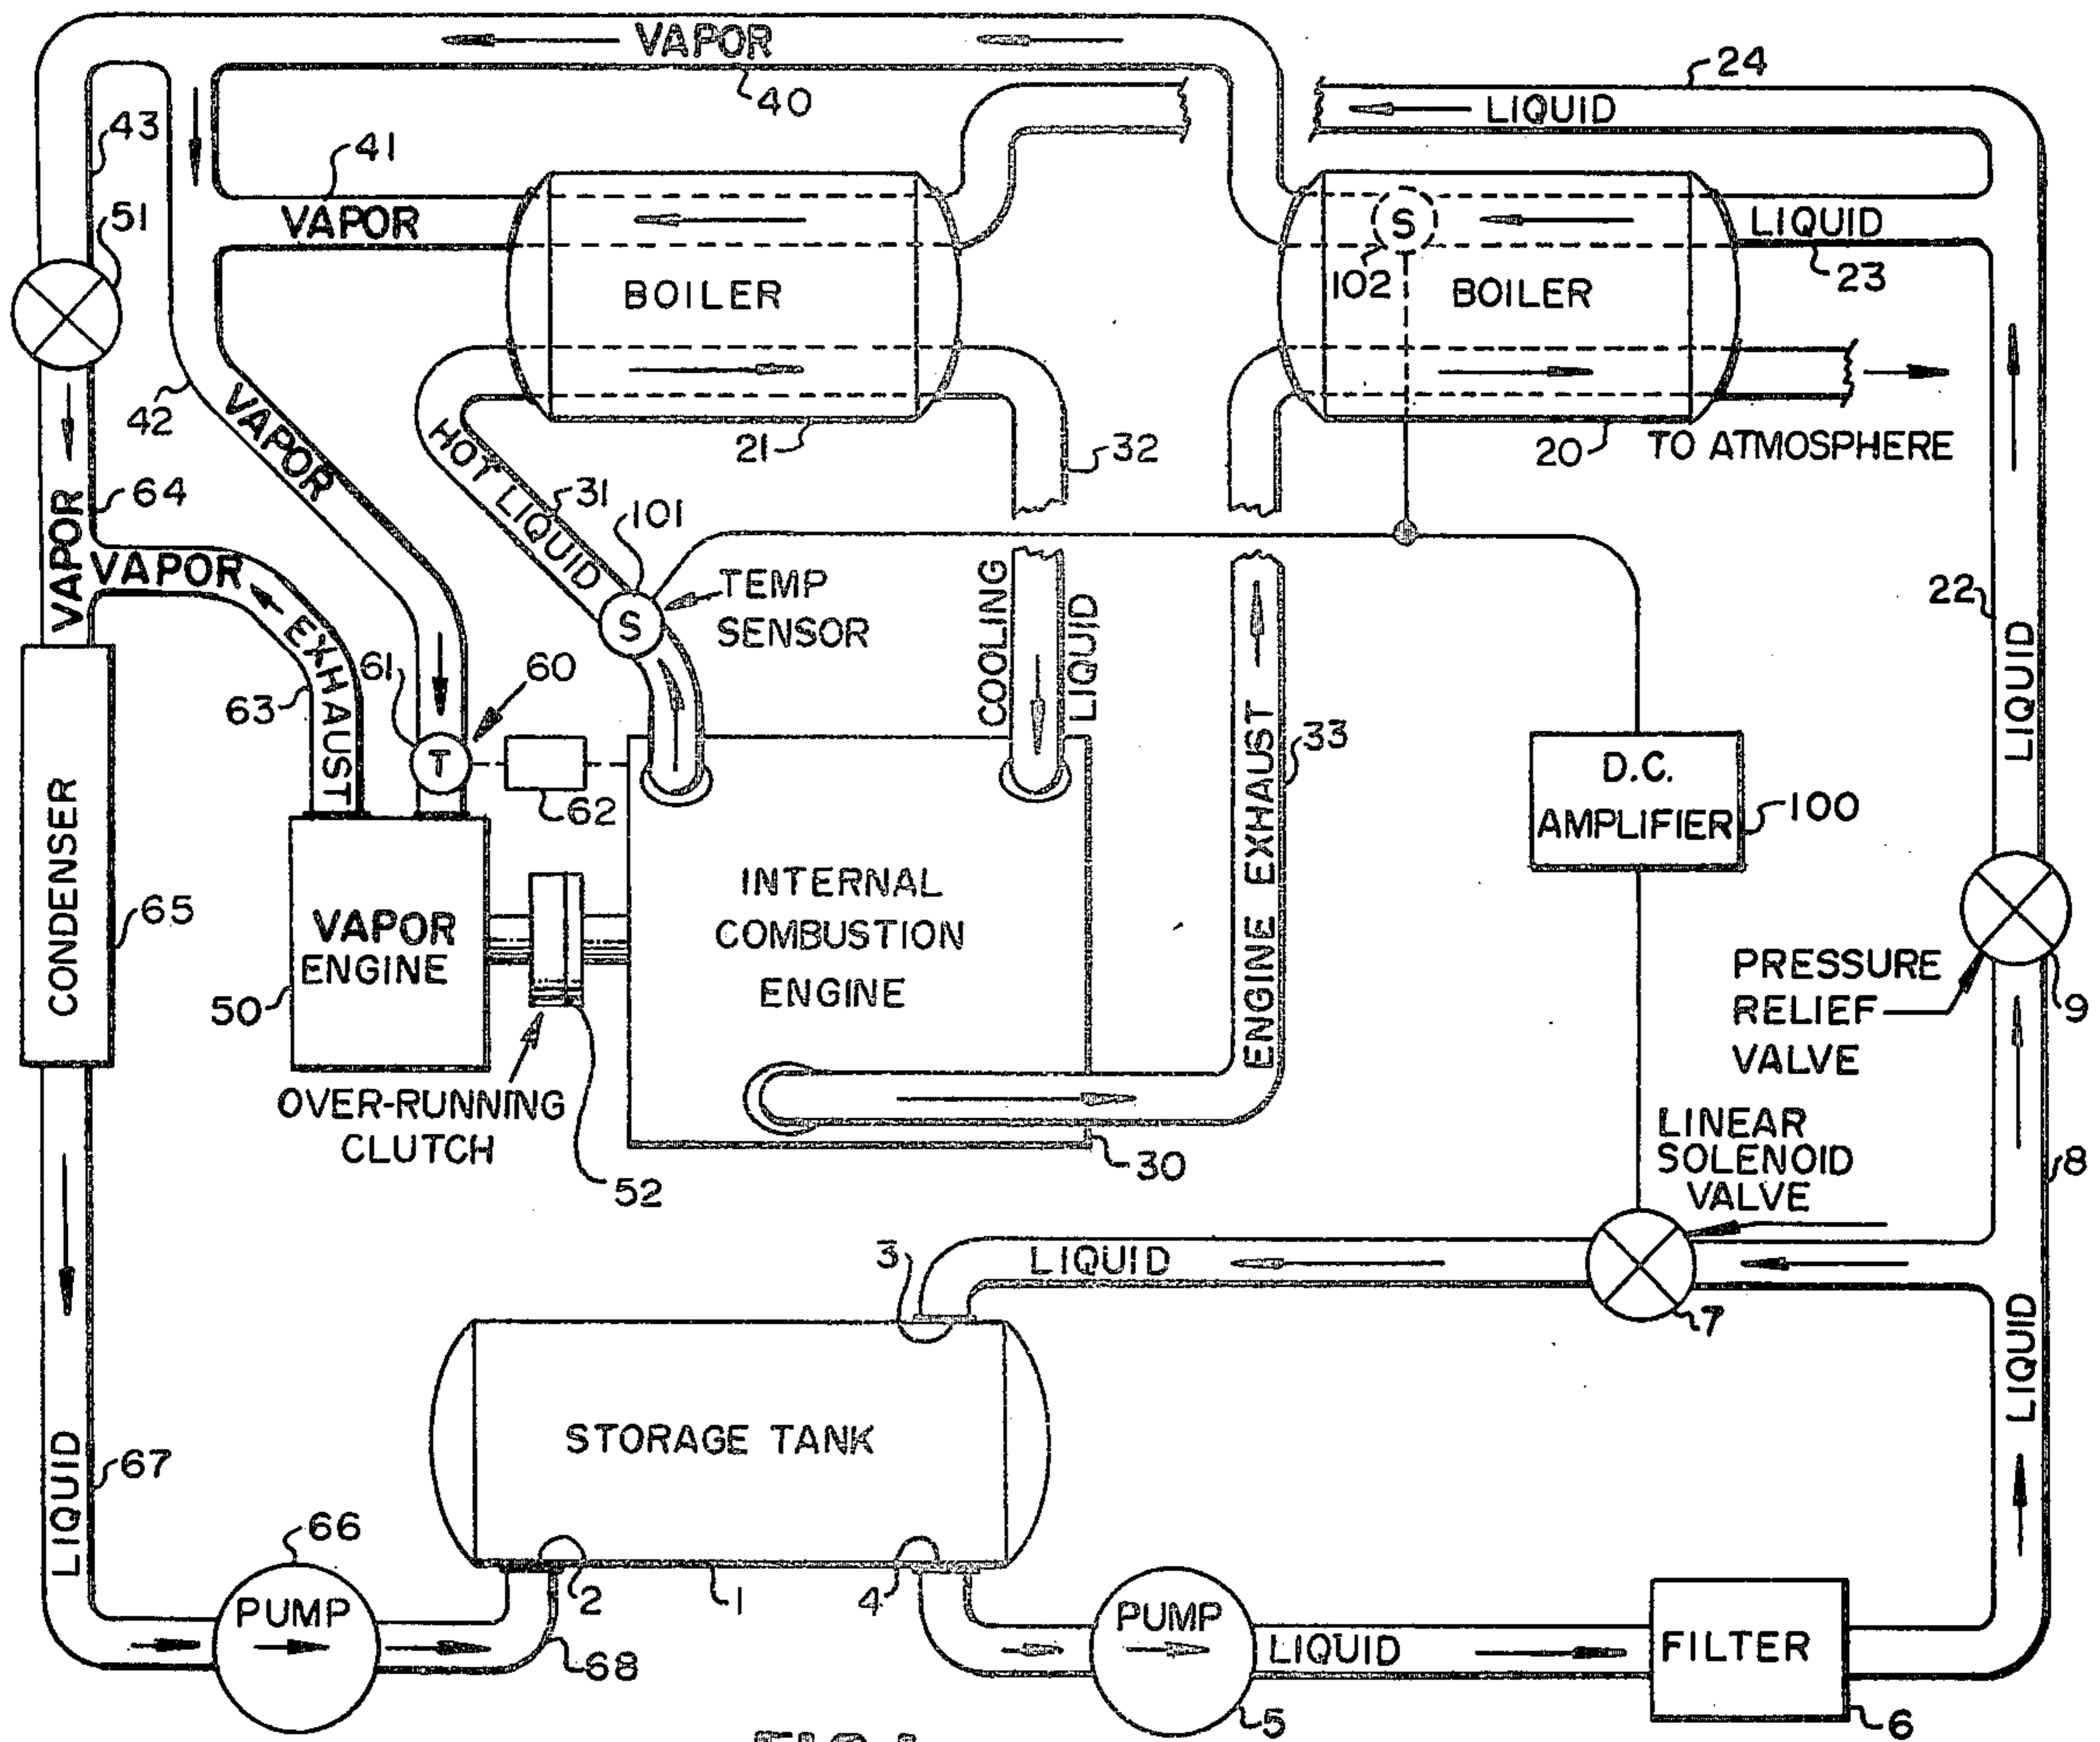 VAPOR
40
24
LIQUID
43
41
VAPOR
51
S
102
LIQUID
23
BOILER
BOILER
42
VAPOR
HOT LIQUID
21
32
20
TO ATMOSPHERE
64
31
101
VAPOR
VAPOR
EXHAUST
63
61
60
T
62
S
TEMP
SENSOR
COOLING
LIQUID
22
LIQUID
ENGINE EXHAUST
33
D.C.
AMPLIFIER
100
CONDENSER
65
VAPOR
ENGINE
50
INTERNAL
COMBUSTION
ENGINE
PRESSURE
RELIEF
VALVE
9
OVER-RUNNING
CLUTCH
52
30
LINEAR
SOLENOID
VALVE
8
3
LIQUID
7
LIQUID
STORAGE TANK
LIQUID
67
66
PUMP
2
1
4
68
PUMP
5
LIQUID
FILTER
6